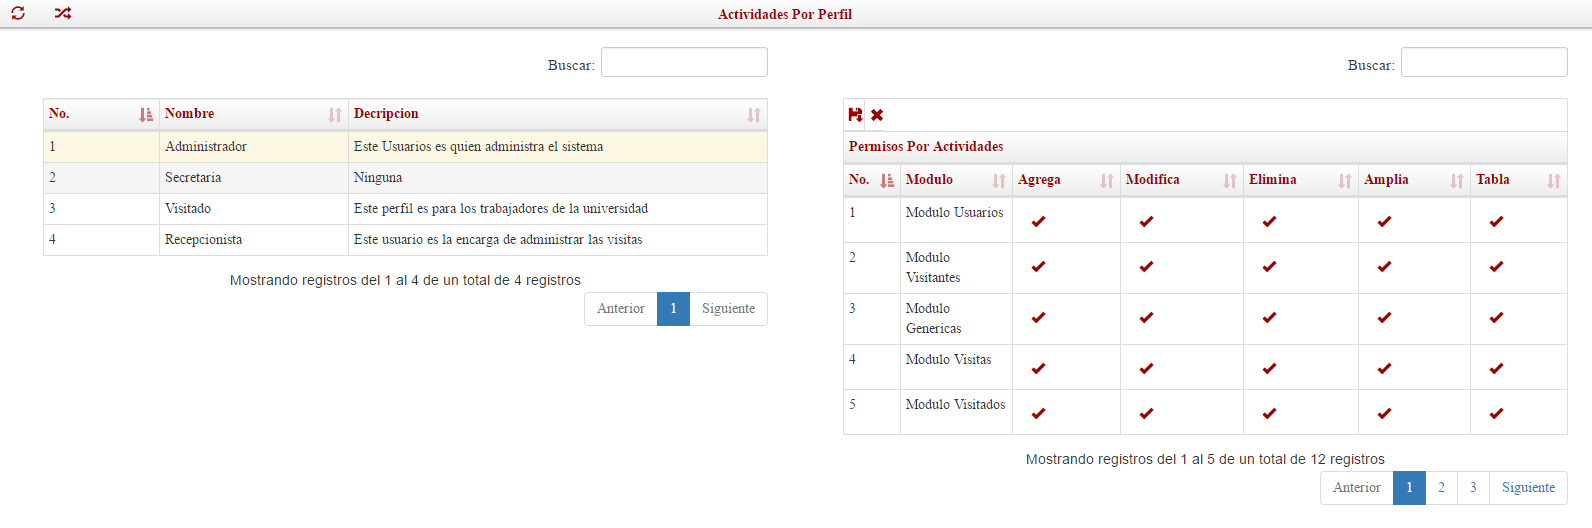 Actividades Por Perfil
Buscar:
No. Nombre Decripcion
1 Administrador Este Usuarios es quien administra el sistema
2 Secretaria Ninguna
3 Visitado Este perfil es para los trabajadores de la universidad
4 Recepcionista Este usuario es la encarga de administrar las visitas
Mostrando registros del 1 al 4 de un total de 4 registros
Anterior 1 Siguiente
Buscar:
Permisos Por Actividades
No. Modulo Agrega Modifica Elimina Amplia Tabla
1 Modulo Usuarios
2 Modulo
Visitantes
3 Modulo
Genericas
4 Modulo Visitas
5 Modulo Visitados
Mostrando registros del 1 al 5 de un total de 12 registros
Anterior 1 2 3 Siguiente